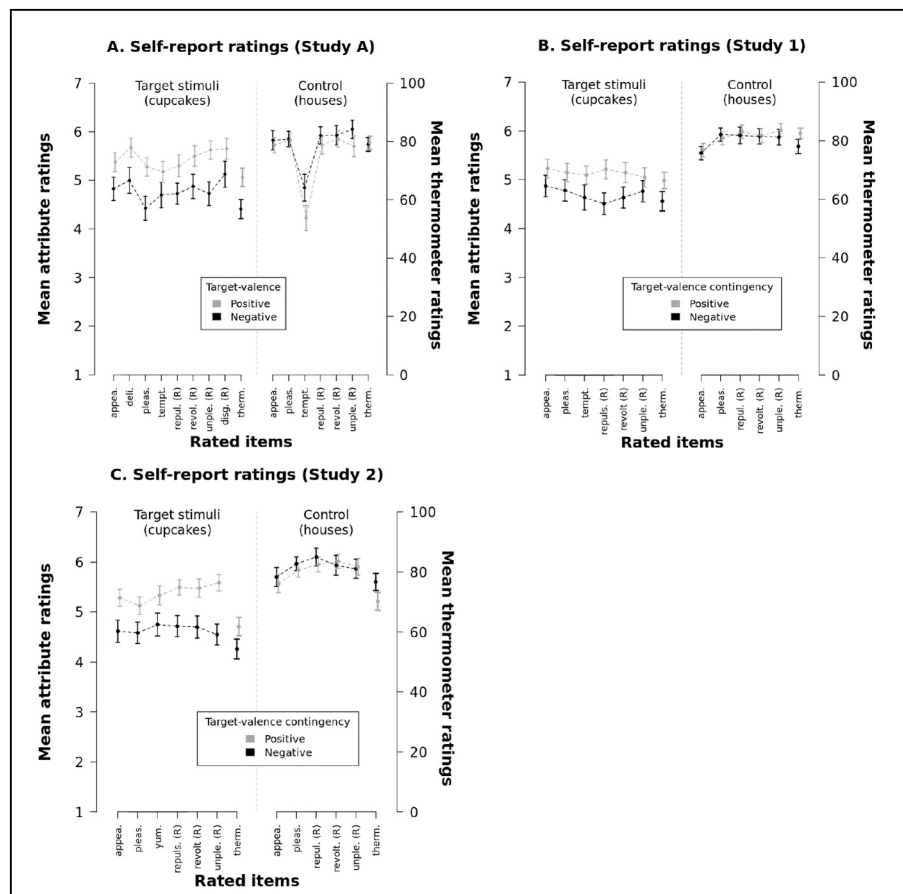 A. Self-report ratings (Study A)
Target stimuli
(cupcakes)
Control
(houses)
Mean attribute ratings
Mean thermometer ratings
7
6
5
4
3
2
1
100
80
60
40
20
0
Target-valence
Positive
Negative
appea.
deli.
pleas.
tempt.
repul. (R)
revol. (R)
unple. (R)
disg. (R)
therm.
appea.
pleas.
tempt.
repul. (R)
revol. (R)
unple. (R)
therm.
Rated items
B. Self-report ratings (Study 1)
Target stimuli
(cupcakes)
Control
(houses)
Mean attribute ratings
Mean thermometer ratings
7
6
5
4
3
2
1
100
80
60
40
20
0
Target-valence contingency
Positive
Negative
appea.
pleas.
tempt.
repuls. (R)
revolt (R)
unple. (R)
therm.
appea.
pleas.
repul. (R)
revolt. (R)
unple. (R)
therm.
Rated items
C. Self-report ratings (Study 2)
Target stimuli
(cupcakes)
Control
(houses)
Mean attribute ratings
Mean thermometer ratings
7
6
5
4
3
2
1
100
80
60
40
20
0
Target-valence contingency
Positive
Negative
appea.
pleas.
yum.
repuls. (R)
revolt (R)
unple. (R)
therm.
appea.
pleas.
repul. (R)
revolt. (R)
unple. (R)
therm.
Rated items